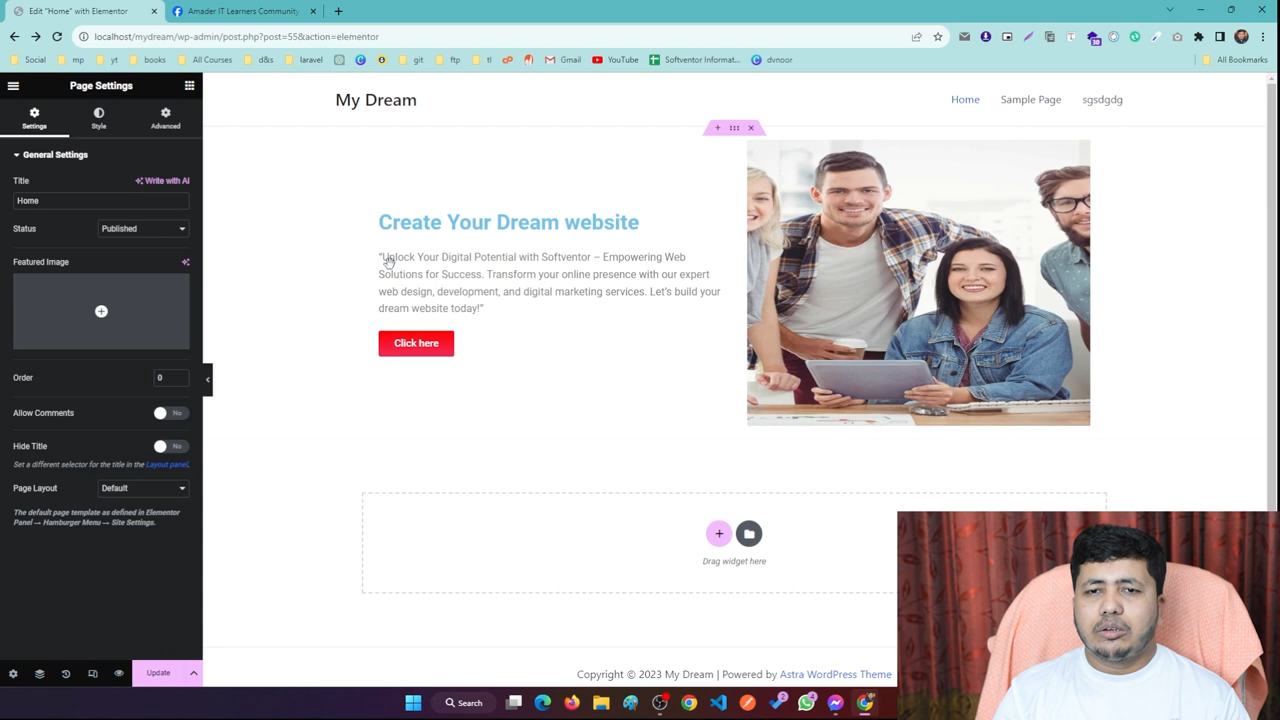 Edit "Home" with Elementor
Amader IT Learners Community
localhost/mydream/wp-admin/post.php?post=55&action=elementor
30
Social
mp
yt
books
All Courses
d&s
laravel
git
ftp
tl
Gmail
YouTube
Softventor Informat...
dvnoor
All Bookmarks
Page Settings
Settings
Style
Advanced
General Settings
Title
Write with AI
Home
Status
Published
Featured Image
Order
0
Allow Comments
No
Hide Title
No
Set a different selector for the title in the Layout panel.
Page Layout
Default
The default page template as defined in Elementor
Panel → Hamburger Menu → Site Settings.
Update
My Dream
Home
Sample Page
sgsdgdg
Create Your Dream website
"Unlock Your Digital Potential with Softventor – Empowering Web
Solutions for Success. Transform your online presence with our expert
web design, development, and digital marketing services. Let's build your
dream website today!"
Click here
Drag widget here
Copyright © 2023 My Dream | Powered by Astra WordPress Theme
Search
2
4